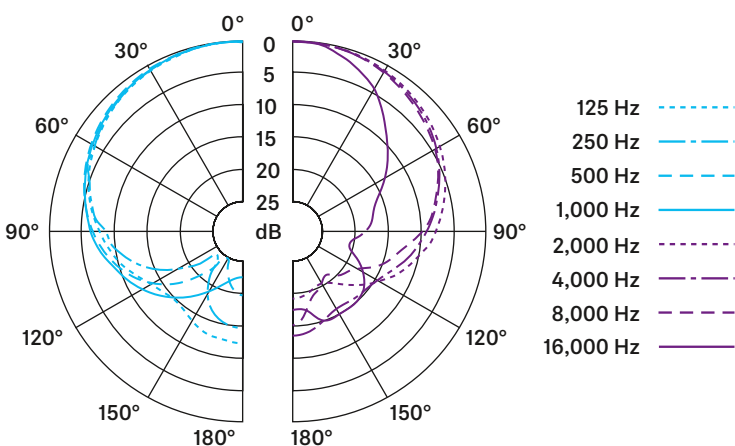 0° 0°
30° 0 30°
5
10
60° 15 60°
20
25
90° dB 90°
120° 120°
150° 150°
180° 180°
125 Hz
250 Hz
500 Hz
1,000 Hz
2,000 Hz
4,000 Hz
8,000 Hz
16,000 Hz